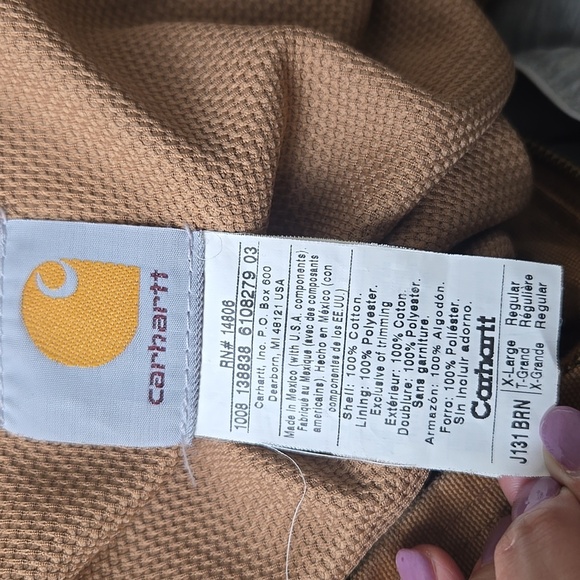 carhartt
RN# 14806
1008 138838 6108279 03
Carhartt, Inc. P.O. Box 600
Dearborn, MI 48121 USA
Made in Mexico (with U.S.A. components)
Fabriqué au Mexique (avec des composants
américains) Hecho en México (con
componentes de los EE.UU.)
Shell: 100% Cotton.
Lining: 100% Polyester.
Exclusive of trimming
Extérieur: 100% Coton.
Doublure: 100% Polyester.
Sans garniture.
Armazón: 100% Algodón.
Forro: 100% Poliéster.
Sin incluir adorno.
Carhartt
J131 BRN
X-Large Regular
T-Grand Regulière
X-Grande Regular